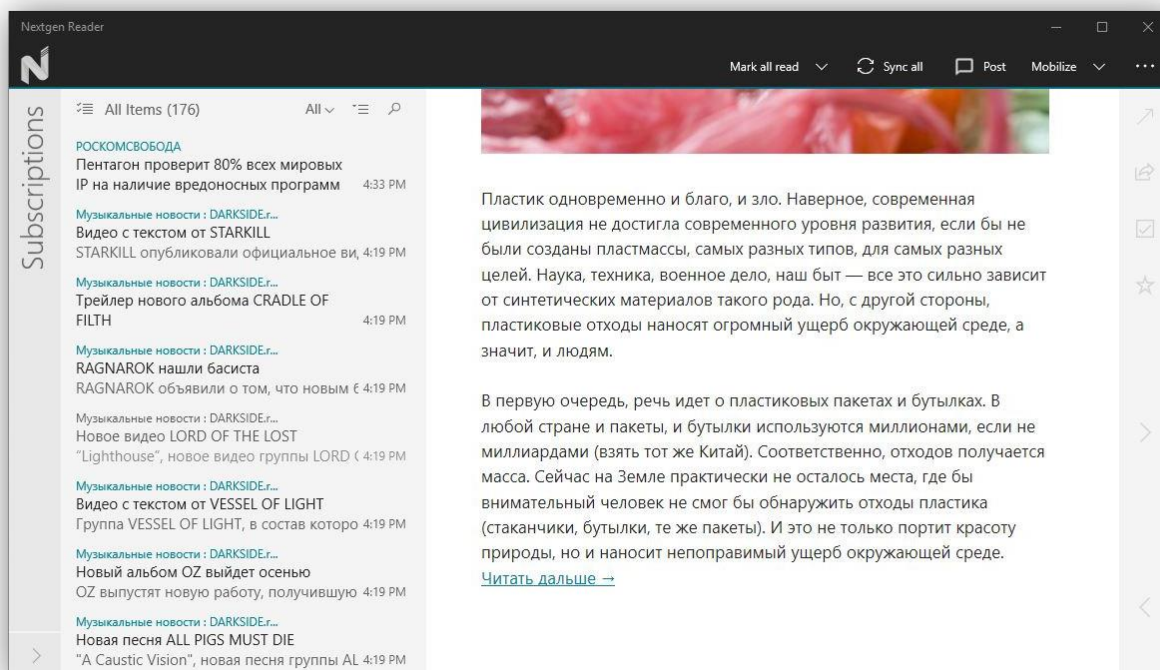 Nextgen Reader
Mark all read
Sync all
Post
Mobilize
Subscriptions
All Items (176)
All
РОСКОМСВОБОДА
Пентагон проверит 80% всех мировых
IP на наличие вредоносных программ 4:33 PM
Музыкальные новости : DARKSIDE.r...
Видео с текстом от STARKILL
STARKILL опубликовали официальное ви, 4:19 PM
Музыкальные новости : DARKSIDE.r...
Трейлер нового альбома CRADLE OF
FILTH 4:19 PM
Музыкальные новости : DARKSIDE.r...
RAGNAROK нашли басиста
RAGNAROK объявили о том, что новым 4:19 PM
Музыкальные новости : DARKSIDE.r...
Новое видео LORD OF THE LOST
"Lighthouse", новое видео группы LORD 4:19 PM
Музыкальные новости : DARKSIDE.r...
Видео с текстом от VESSEL OF LIGHT
Группа VESSEL OF LIGHT, в состав которо 4:19 PM
Музыкальные новости : DARKSIDE.r...
Новый альбом OZ выйдет осенью
OZ выпустят новую работу, получившую 4:19 PM
Музыкальные новости : DARKSIDE.r...
Новая песня ALL PIGS MUST DIE
"A Caustic Vision", новая песня группы AL 4:19 PM
Пластик одновременно и благо, и зло. Наверное, современная
цивилизация не достигла современного уровня развития, если бы не
были созданы пластмассы, самых разных типов, для самых разных
целей. Наука, техника, военное дело, наш быт — все это сильно зависит
от синтетических материалов такого рода. Но, с другой стороны,
пластиковые отходы наносят огромный ущерб окружающей среде, а
значит, и людям.
В первую очередь, речь идет о пластиковых пакетах и бутылках. В
любой стране и пакеты, и бутылки используются миллионами, если не
миллиардами (взять тот же Китай). Соответственно, отходов получается
масса. Сейчас на Земле практически не осталось места, где бы
внимательный человек не смог бы обнаружить отходы пластика
(стаканчики, бутылки, те же пакеты). И это не только портит красоту
природы, но и наносит непоправимый ущерб окружающей среде.
Читать дальше →